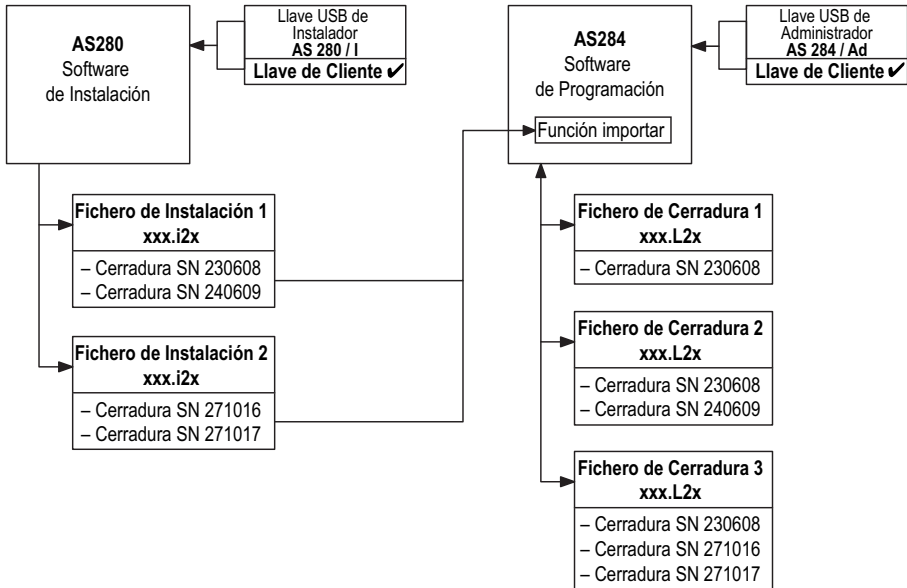 AS280
Software
de Instalación
Llave USB de
Instalador
AS 280 / I
Llave de Cliente ✔
AS284
Software
de Programación
Función importar
Llave USB de
Administrador
AS 284 / Ad
Llave de Cliente ✔
Fichero de Instalación 1
xxx.i2x
– Cerradura SN 230608
– Cerradura SN 240609
Fichero de Instalación 2
xxx.i2x
– Cerradura SN 271016
– Cerradura SN 271017
Fichero de Cerradura 1
xxx.L2x
– Cerradura SN 230608
Fichero de Cerradura 2
xxx.L2x
– Cerradura SN 230608
– Cerradura SN 240609
Fichero de Cerradura 3
xxx.L2x
– Cerradura SN 230608
– Cerradura SN 271016
– Cerradura SN 271017